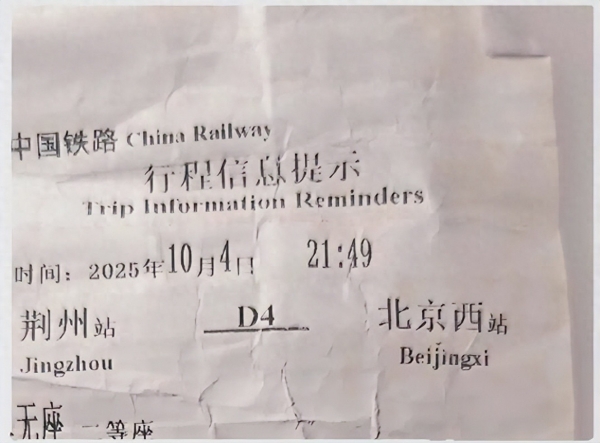 中国铁路 China Railway
行程信息提示
Trip Information Reminders
时间：2025年10月4日 21:49
荆州站 D4 北京西站
Jingzhou Beijingxi
无座 二等座